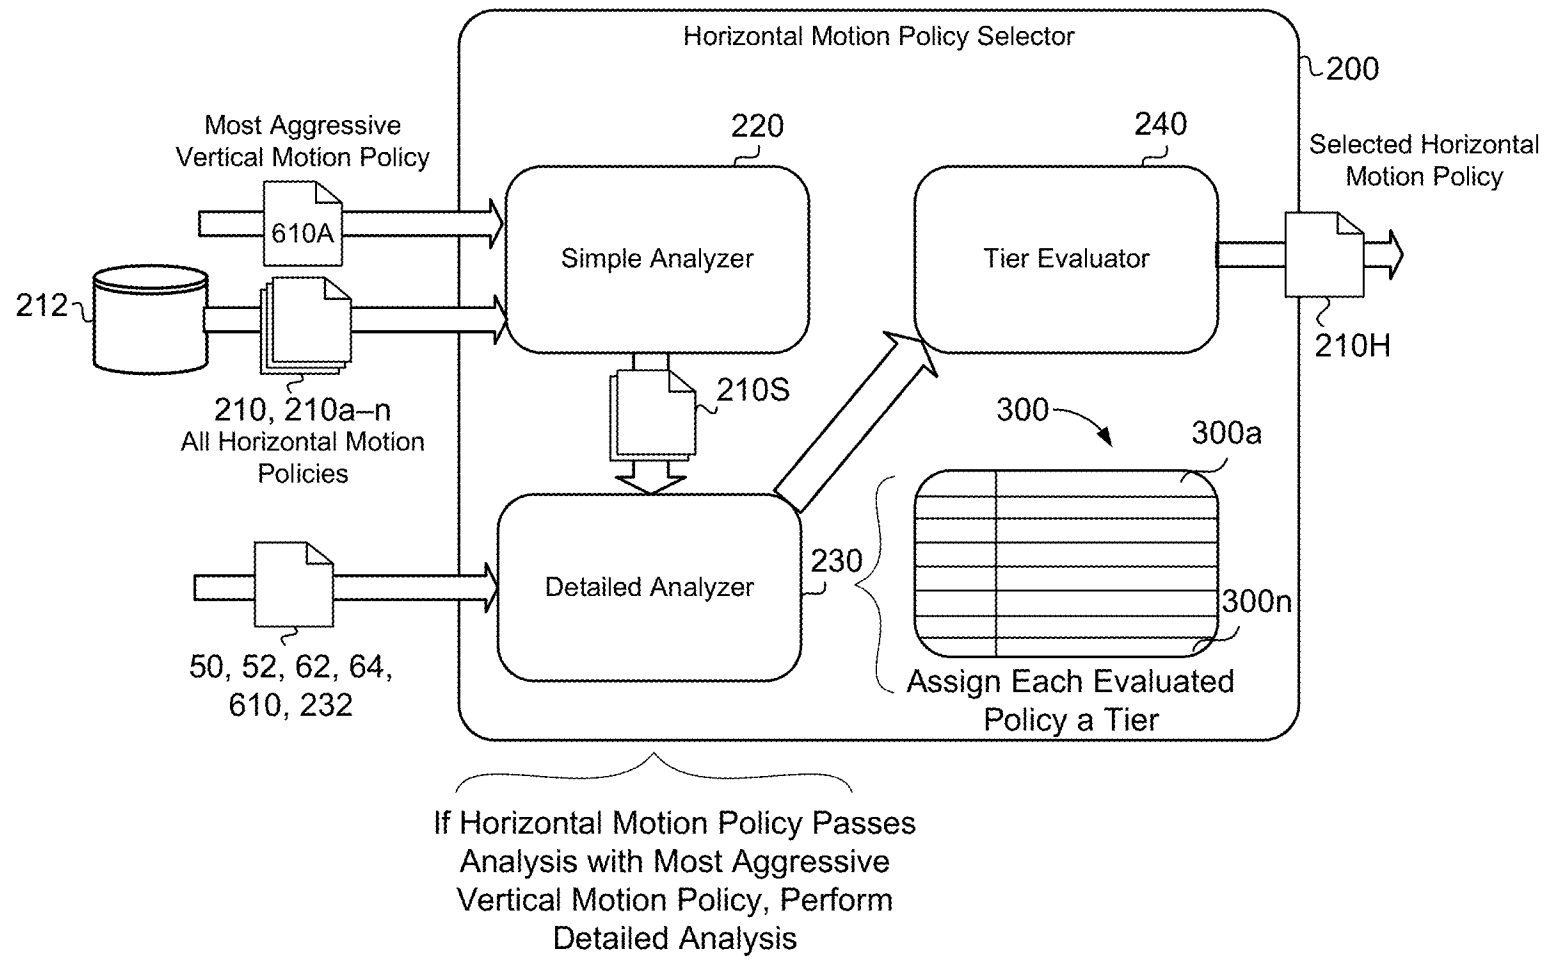 Horizontal Motion Policy Selector
200
Most Aggressive
Vertical Motion Policy
610A
212
210, 210a–n
All Horizontal Motion
Policies
220
Simple Analyzer
240
Tier Evaluator
Selected Horizontal
Motion Policy
210H
210S
300
300a
300n
230
Detailed Analyzer
50, 52, 62, 64,
610, 232
Assign Each Evaluated
Policy a Tier
If Horizontal Motion Policy Passes
Analysis with Most Aggressive
Vertical Motion Policy, Perform
Detailed Analysis